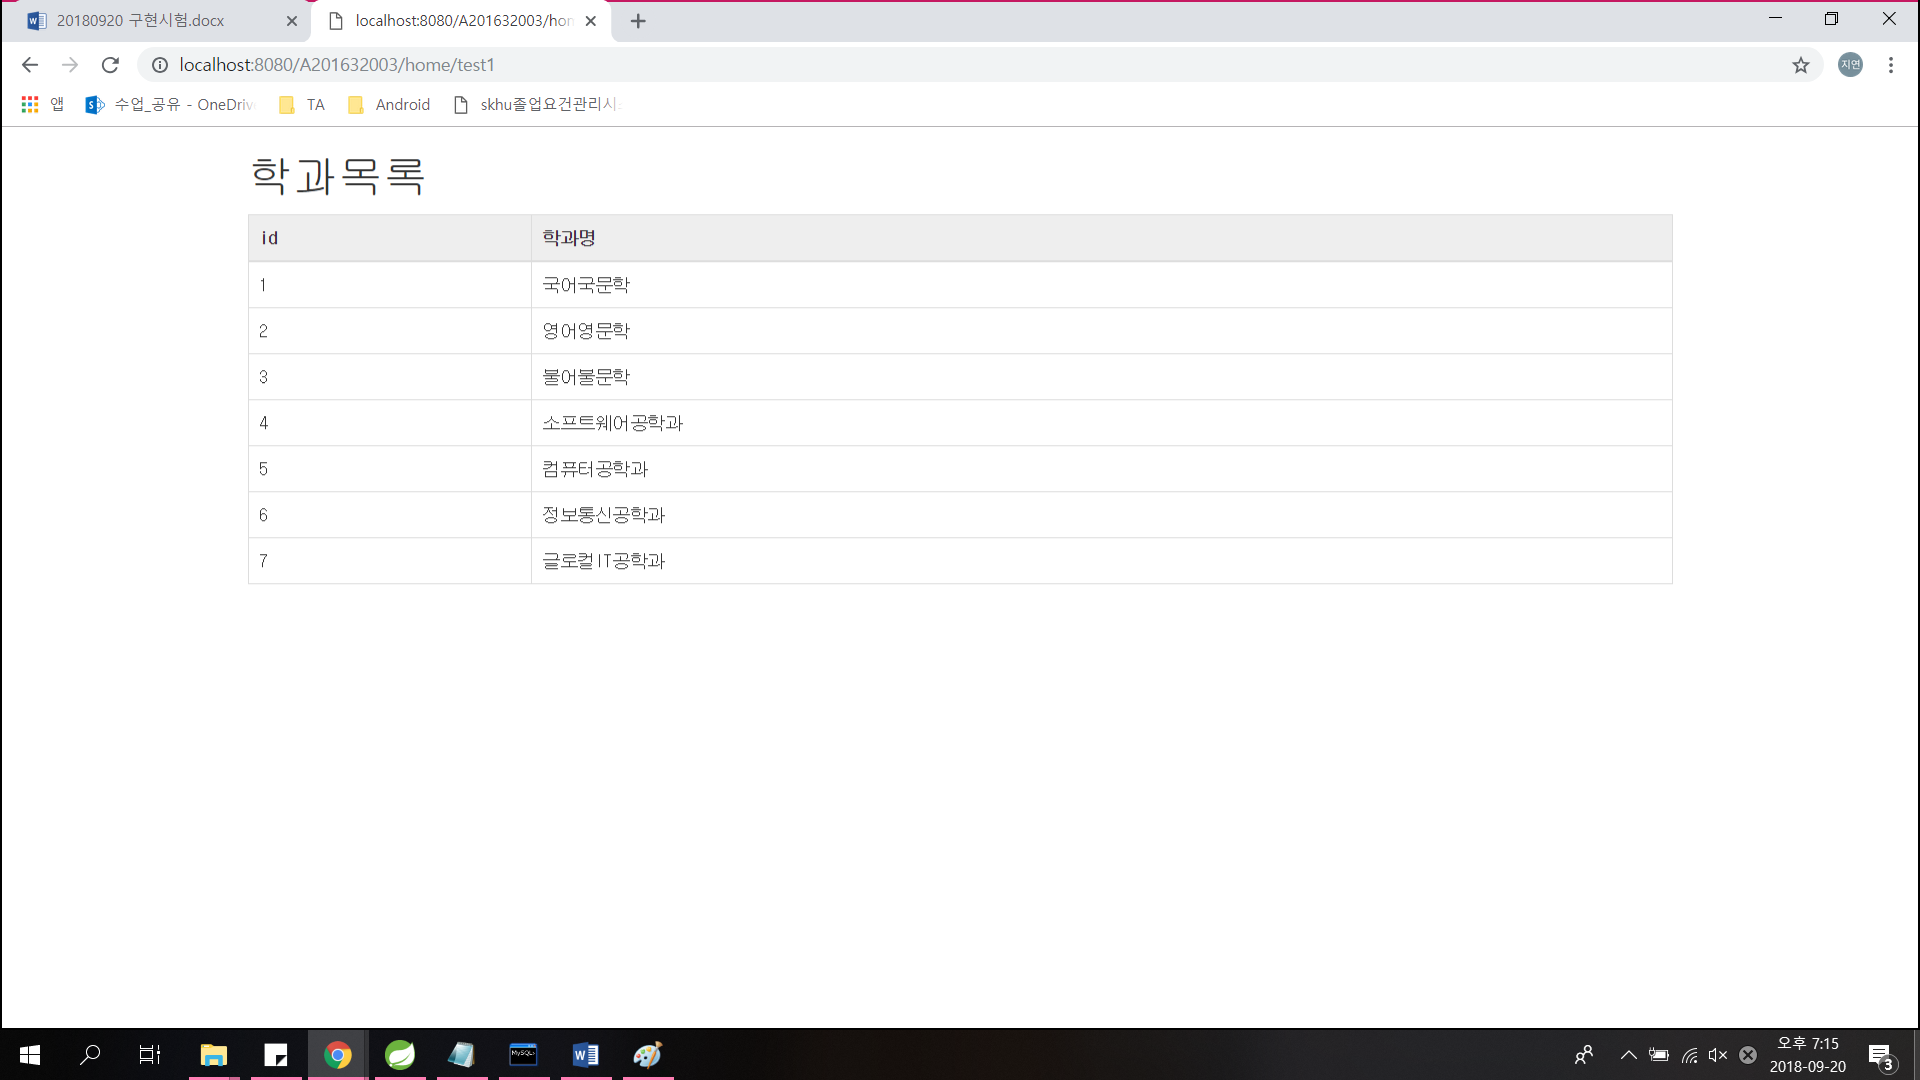 20180920 구현시험.docx
localhost:8080/A201632003/hom
localhost:8080/A201632003/home/test1
지연
앱
수업_공유 - OneDriv
TA
Android
skhu졸업요건관리시
학과목록
id 학과명
1 국어국문학
2 영어영문학
3 불어불문학
4 소프트웨어공학과
5 컴퓨터공학과
6 정보통신공학과
7 글로컬IT공학과
MySQL>
오후 7:15
2018-09-20
3